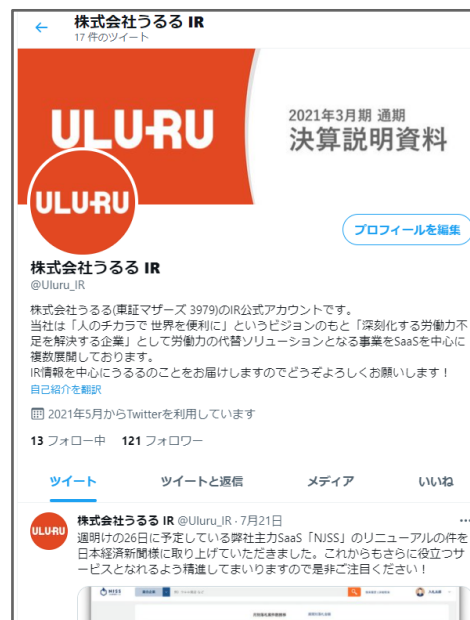 株式会社うるる IR
17 件のツイート
ULURU
2021年3月期 通期
決算説明資料
ULURU
プロフィールを編集
株式会社うるる IR
@Uluru_IR
株式会社うるる(東証マザーズ 3979)のIR公式アカウントです。
当社は「人のチカラで 世界を便利に」というビジョンのもと「深刻化する労働力不
足を解決する企業」として労働力の代替ソリューションとなる事業をSaaSを中心に
複数展開しております。
IR情報を中心にうるるのことをお届けしますのでどうぞよろしくお願いします！
自己紹介を翻訳
2021年5月からTwitterを利用しています
13 フォロー中 121 フォロワー
ツイート ツイートと返信 メディア いいね
ULURU
株式会社うるる IR @Uluru_IR · 7月21日
週明けの26日に予定している弊社主力SaaS「NJSS」のリニューアルの件を
日本経済新聞様に取り上げていただきました。これからもさらに役立つサ
ービスとなれるよう精進してまいりますので是非ご注目ください！
NJSS